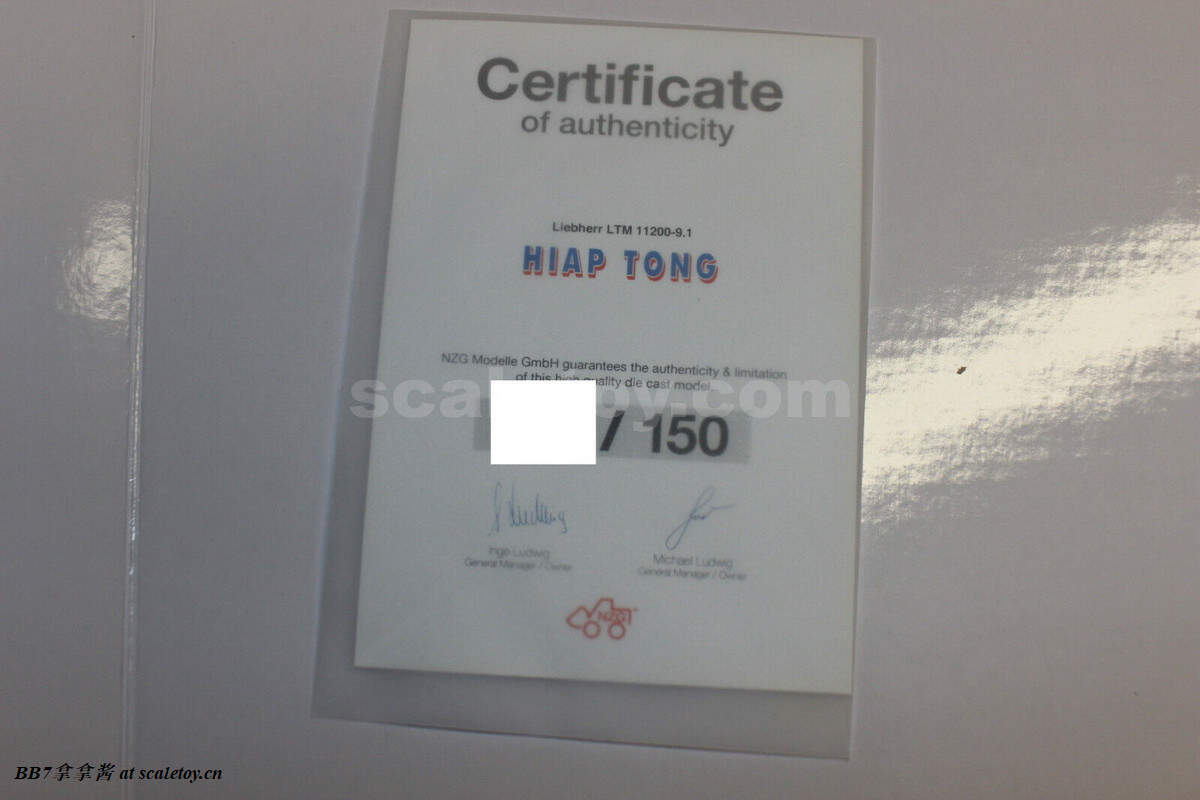 Certificate
of authenticity
Liebherr LTM 11200-9.1
HIAP TONG
NZG Modelle GmbH guarantees the authenticity & limitation
of this high quality die cast model
scaletoy.com
/ 150
Ingo Ludwig
General Manager / Owner
Michael Ludwig
General Manager / Owner
NZG
BB7拿拿酱 at scaletoy.cn